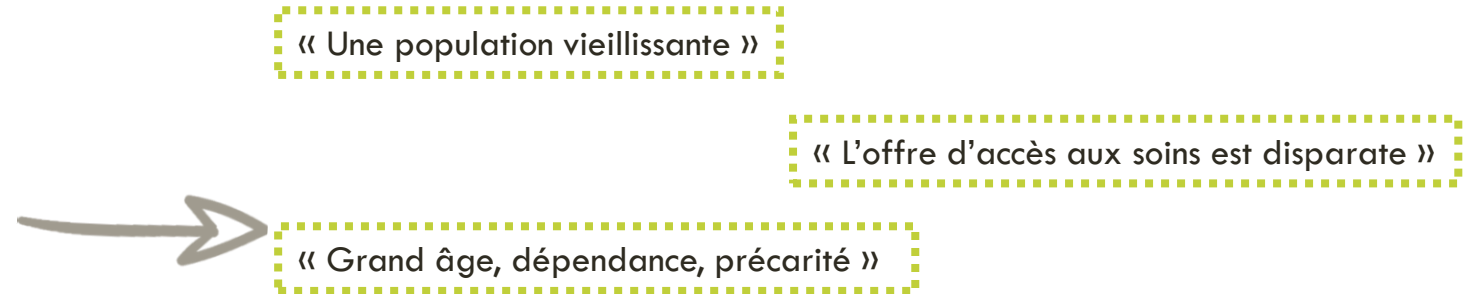 « Une population vieillissante »
« L’offre d’accès aux soins est disparate »
« Grand âge, dépendance, précarité »